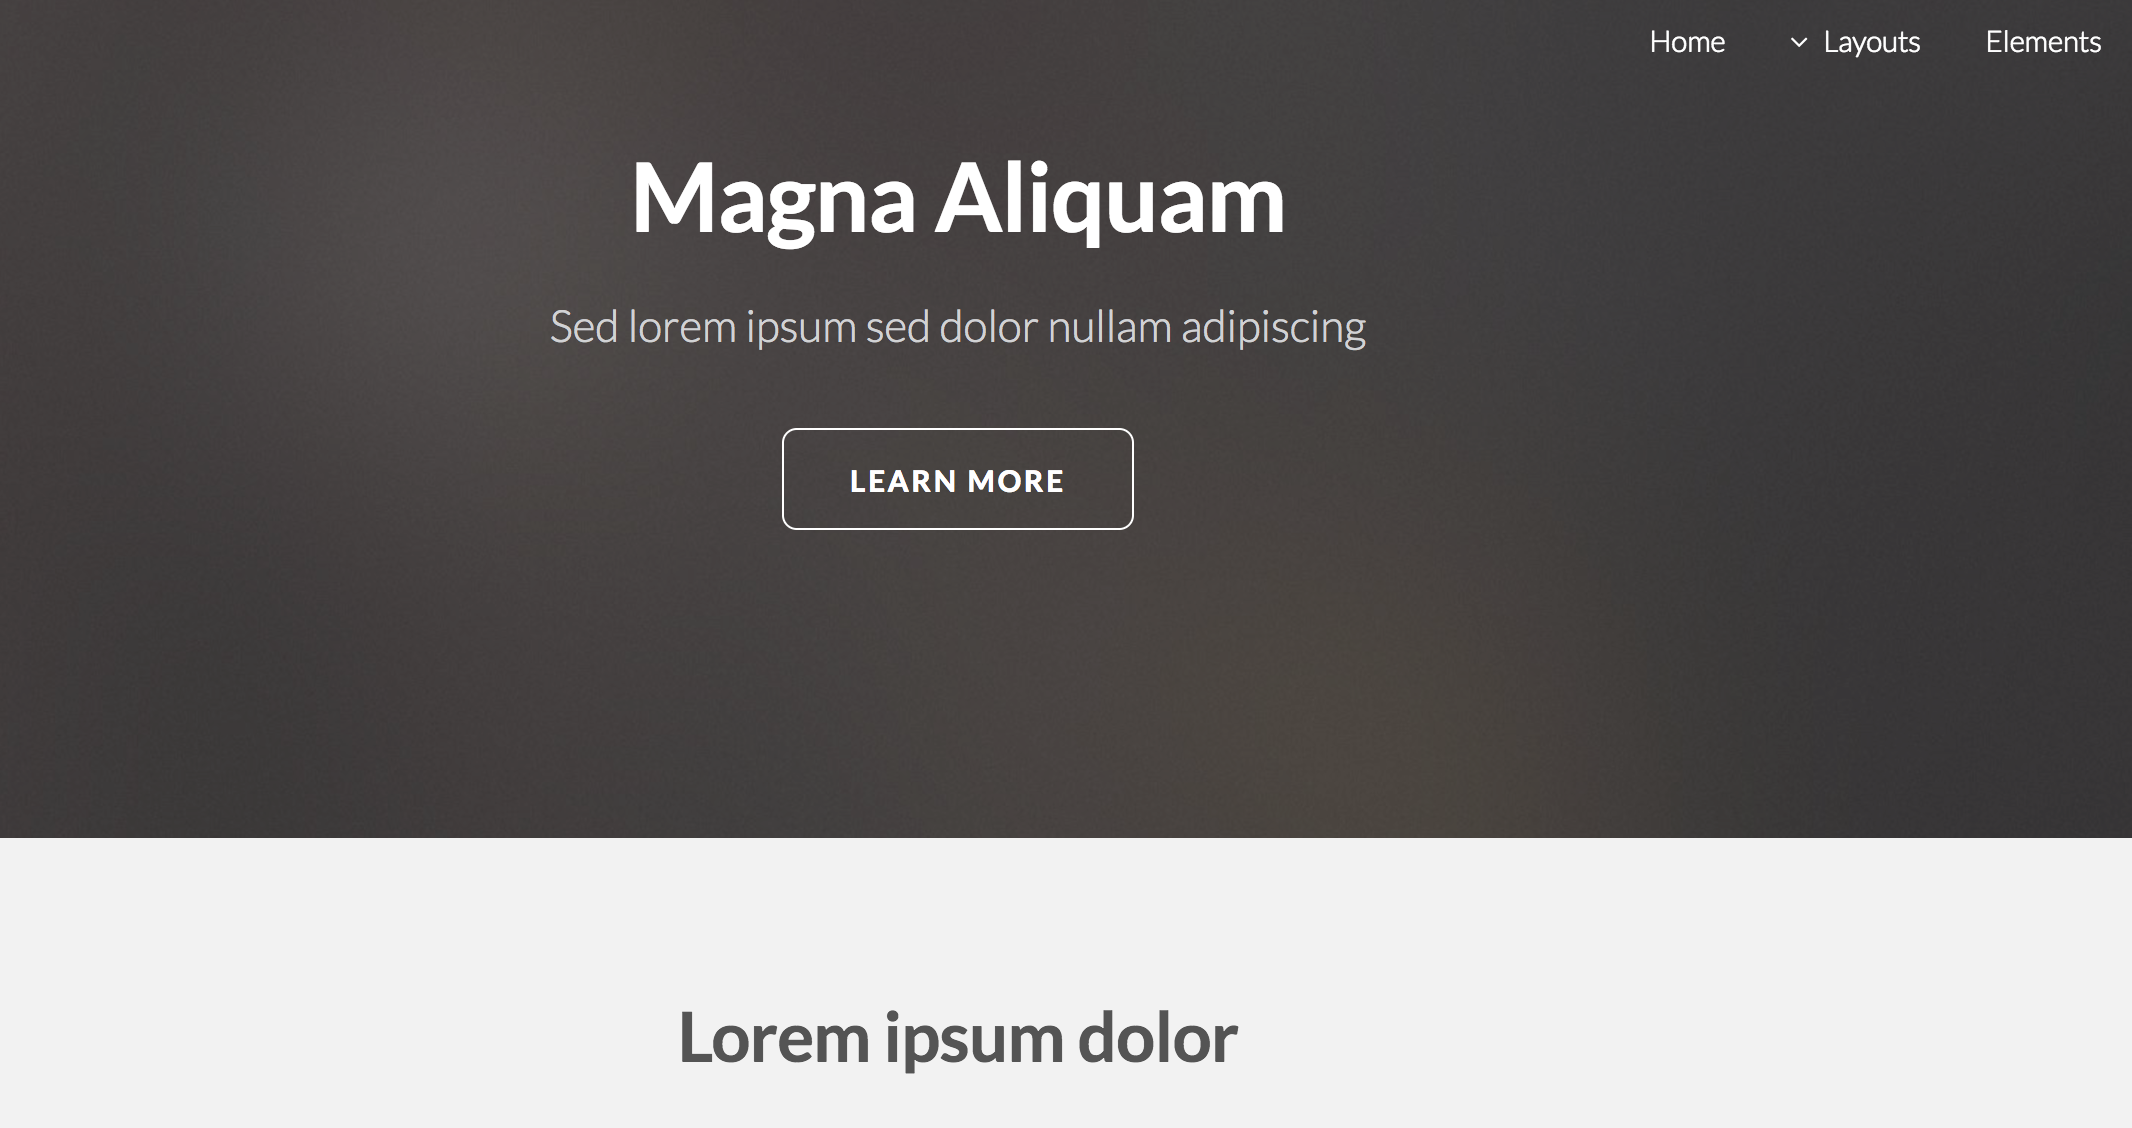 Home Layouts Elements
Magna Aliquam
Sed lorem ipsum sed dolor nullam adipiscing
LEARN MORE
Lorem ipsum dolor